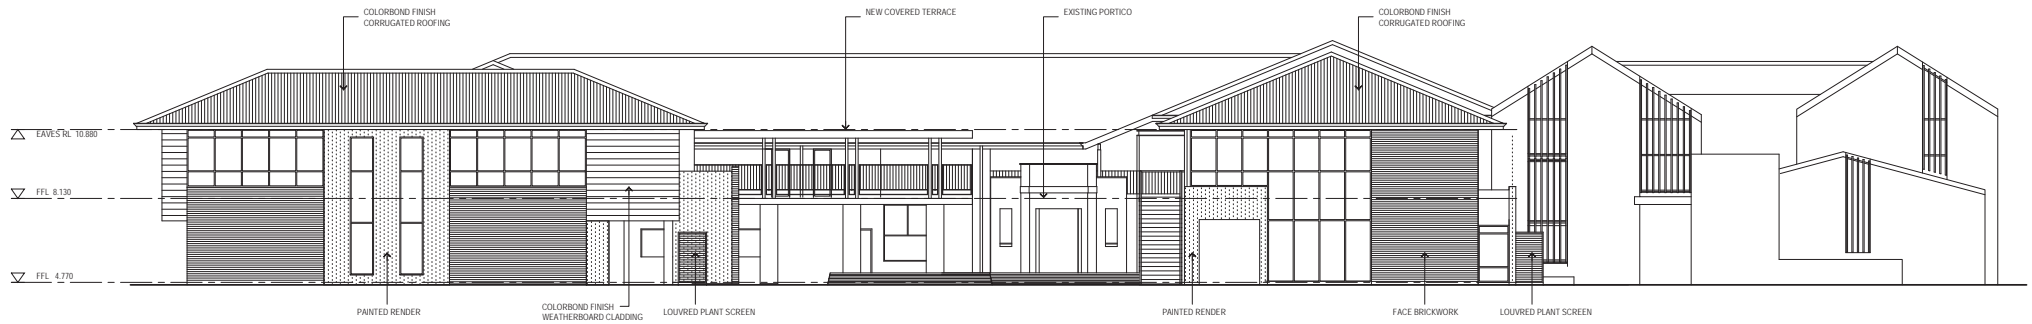 COLORBOND FINISH
CORRUGATED ROOFING
NEW COVERED TERRACE
EXISTING PORTICO
COLORBOND FINISH
CORRUGATED ROOFING
EAVES RL 10.880
FFL 8.130
FFL 4.770
PAINTED RENDER
COLORBOND FINISH
WEATHERBOARD CLADDING
LOUVRED PLANT SCREEN
PAINTED RENDER
FACE BRICKWORK
LOUVRED PLANT SCREEN